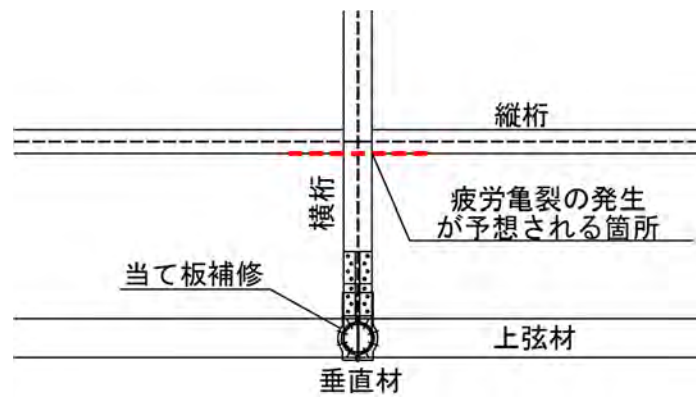 縦桁
横桁
疲労亀裂の発生
が予想される箇所
当て板補修
上弦材
垂直材